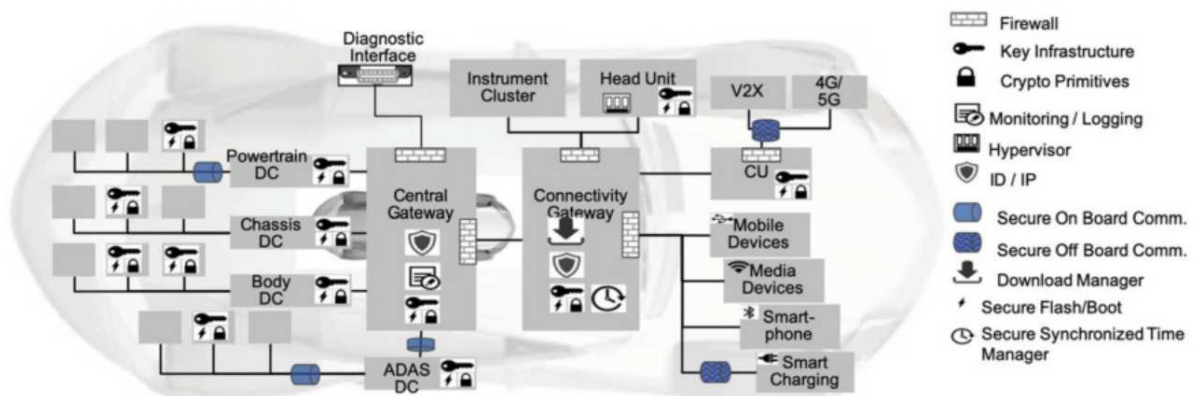 Diagnostic
Interface
Instrument
Cluster
Head Unit
V2X
4G/
5G
Powertrain
DC
Chassis
DC
Body
DC
ADAS
DC
Central
Gateway
Connectivity
Gateway
CU
Mobile
Devices
Media
Devices
Smart-
phone
Smart
Charging
Firewall
Key Infrastructure
Crypto Primitives
Monitoring / Logging
Hypervisor
ID / IP
Secure On Board Comm.
Secure Off Board Comm.
Download Manager
Secure Flash/Boot
Secure Synchronized Time
Manager